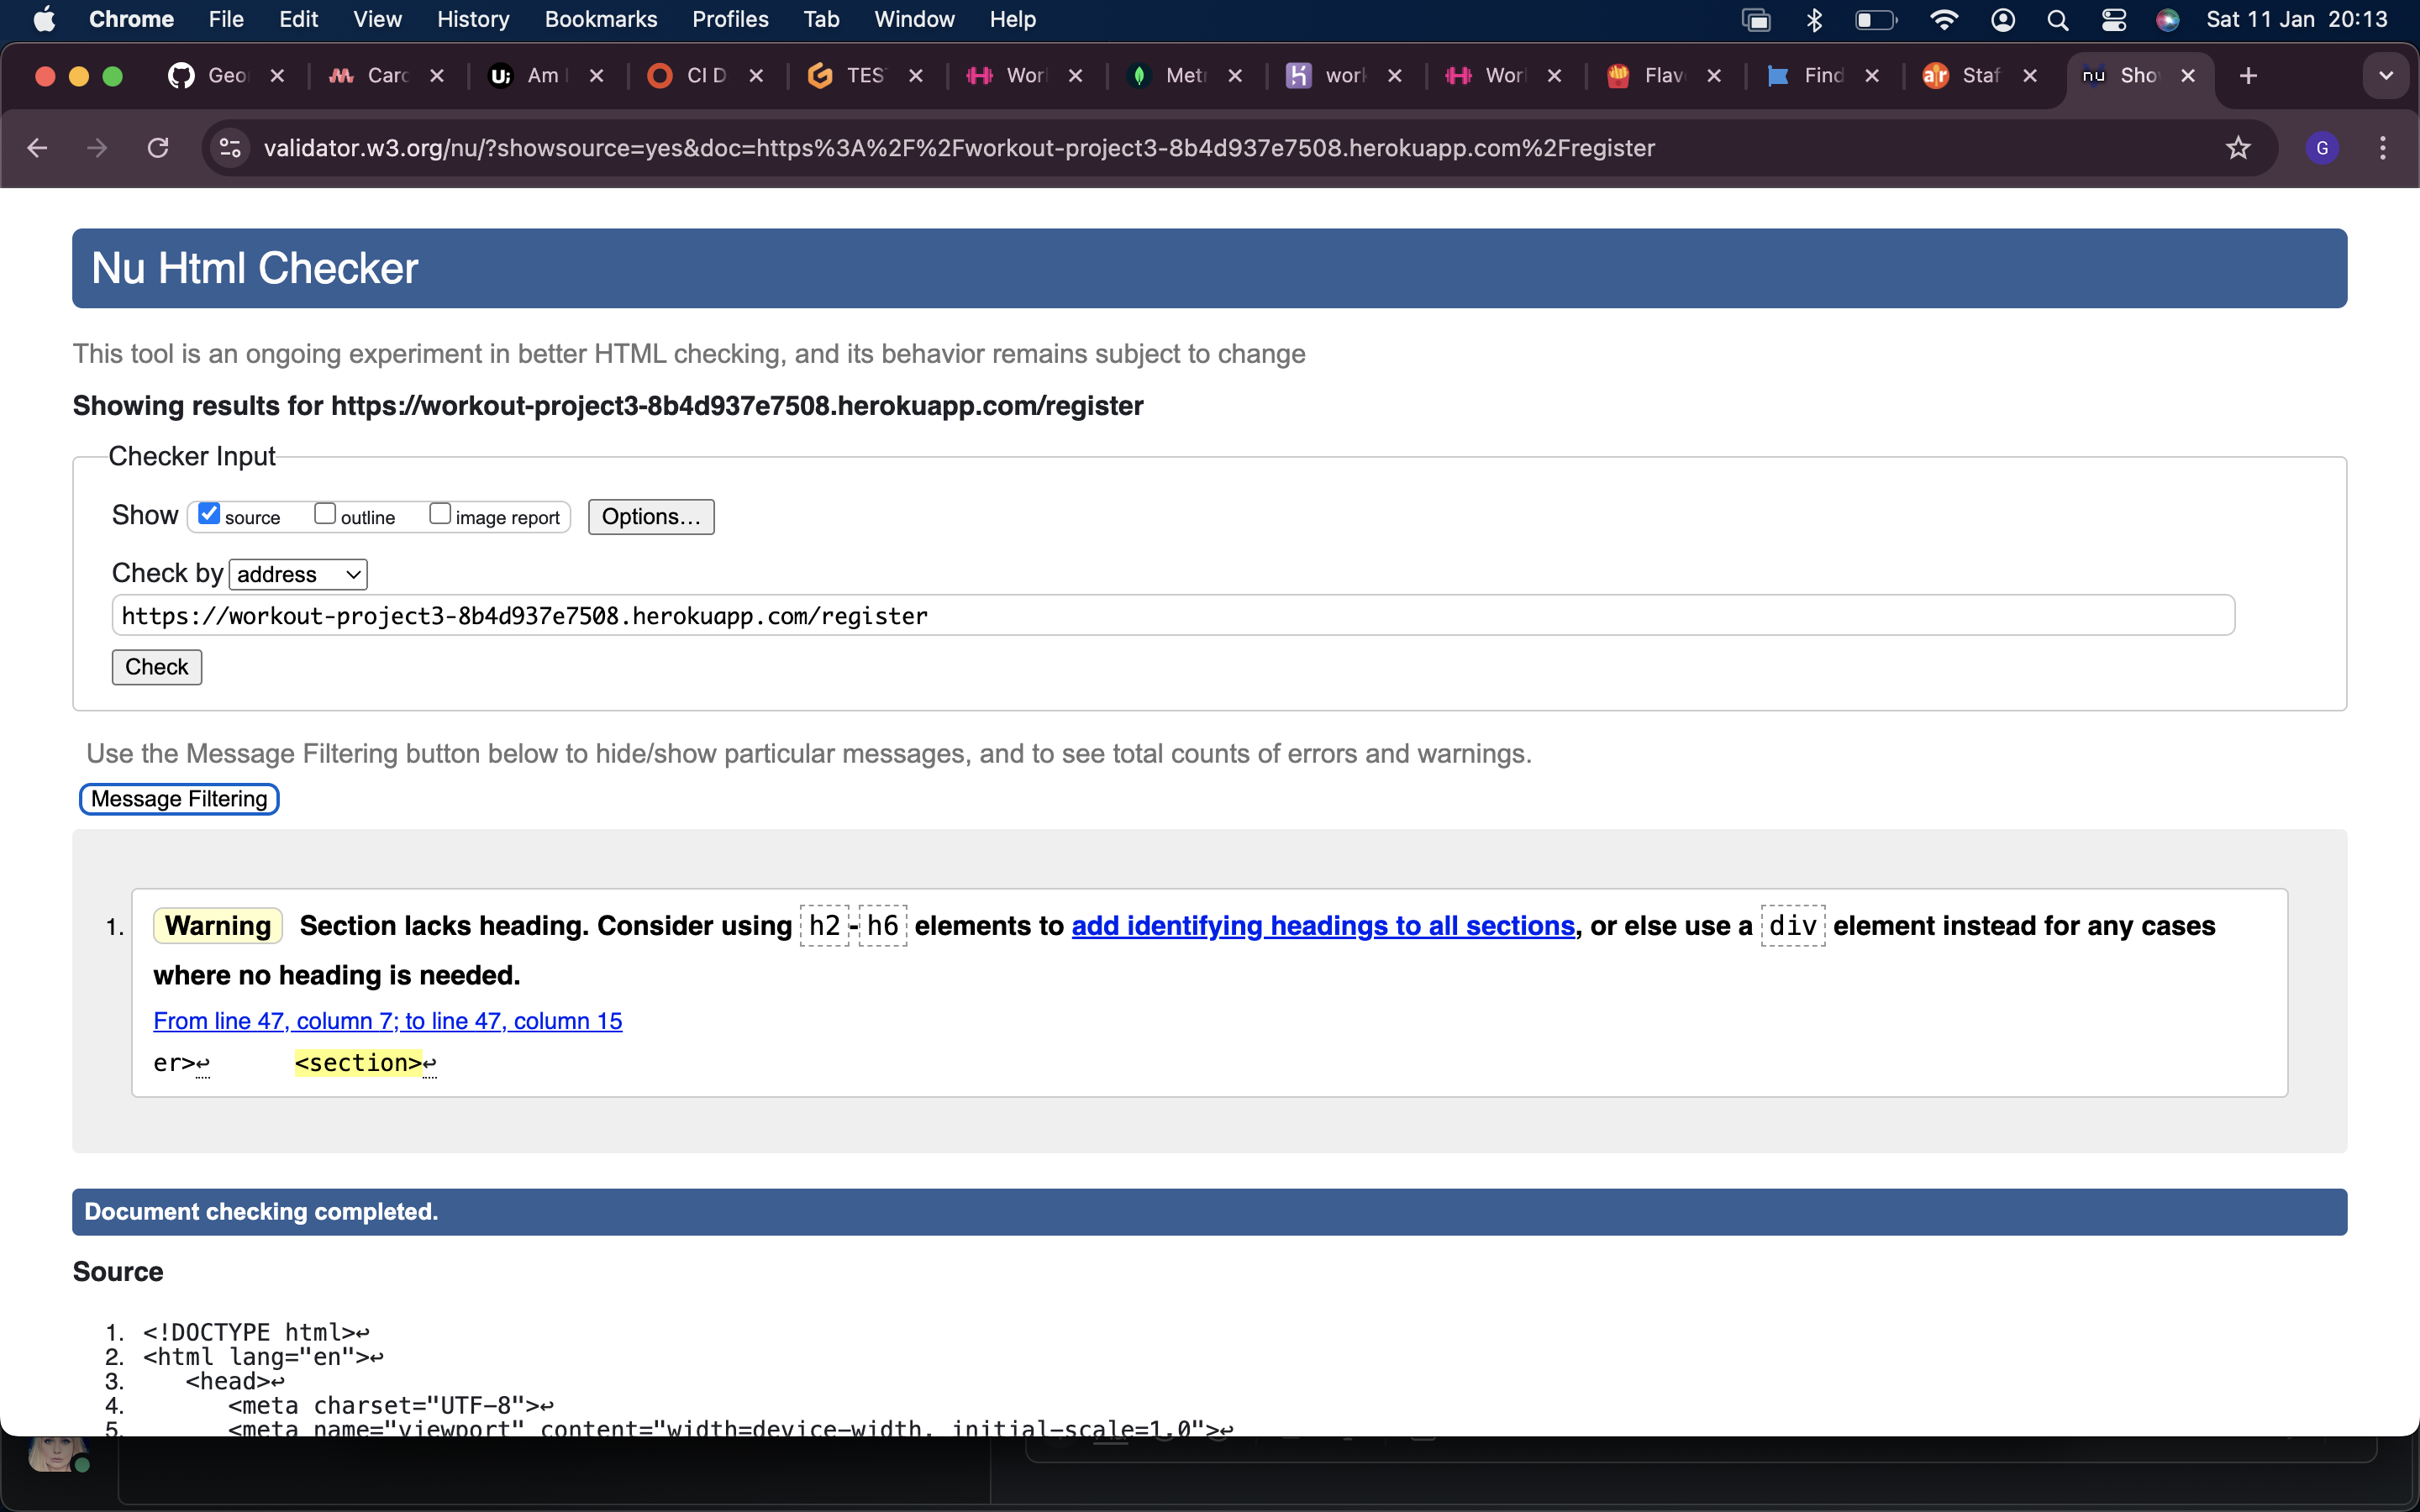 Chrome File Edit View History Bookmarks Profiles Tab Window Help Sat 11 Jan 20:13
Geo Carc U; Am CI D TES Wor Met work Wor Flav Find ar Staf nu Sho
validator.w3.org/nu/?showsource=yes&doc=https%3A%2F%2Fworkout-project3-8b4d937e7508.herokuapp.com%2Fregister G
Nu Html Checker
This tool is an ongoing experiment in better HTML checking, and its behavior remains subject to change
Showing results for https://workout-project3-8b4d937e7508.herokuapp.com/register
Checker Input
Show source outline image report Options...
Check by address
https://workout-project3-8b4d937e7508.herokuapp.com/register
Check
Use the Message Filtering button below to hide/show particular messages, and to see total counts of errors and warnings.
Message Filtering
1. Warning Section lacks heading. Consider using h2-h6 elements to add identifying headings to all sections, or else use a div element instead for any cases
where no heading is needed.
From line 47, column 7; to line 47, column 15
er>↩ <section>↩
Document checking completed.
Source
1. <!DOCTYPE html>↩
2. <html lang="en">↩
3. <head>↩
4. <meta charset="UTF-8">↩
5. <meta name="viewport" content="width=device-width, initial-scale=1.0">↩